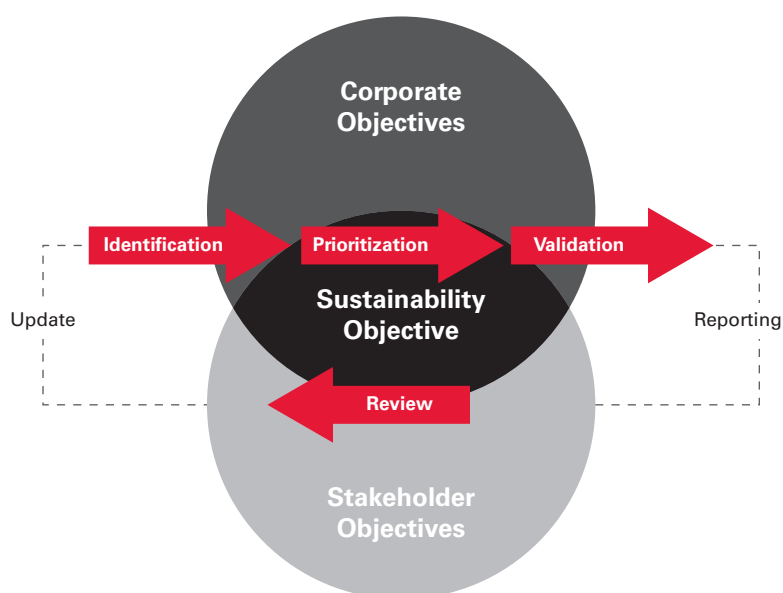 Corporate
Objectives
Identification
Prioritization
Validation
Sustainability
Objective
Update
Reporting
Review
Stakeholder
Objectives